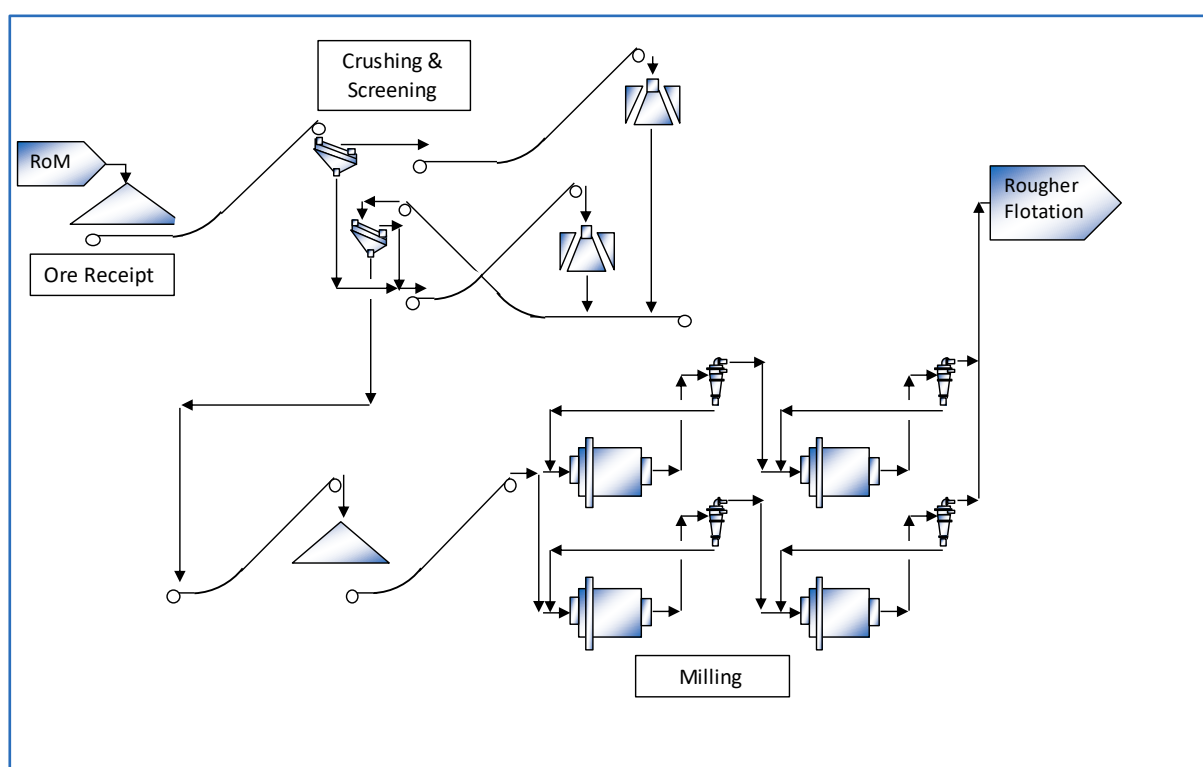 Crushing &
Screening
RoM
Ore Receipt
Rougher
Flotation
Milling